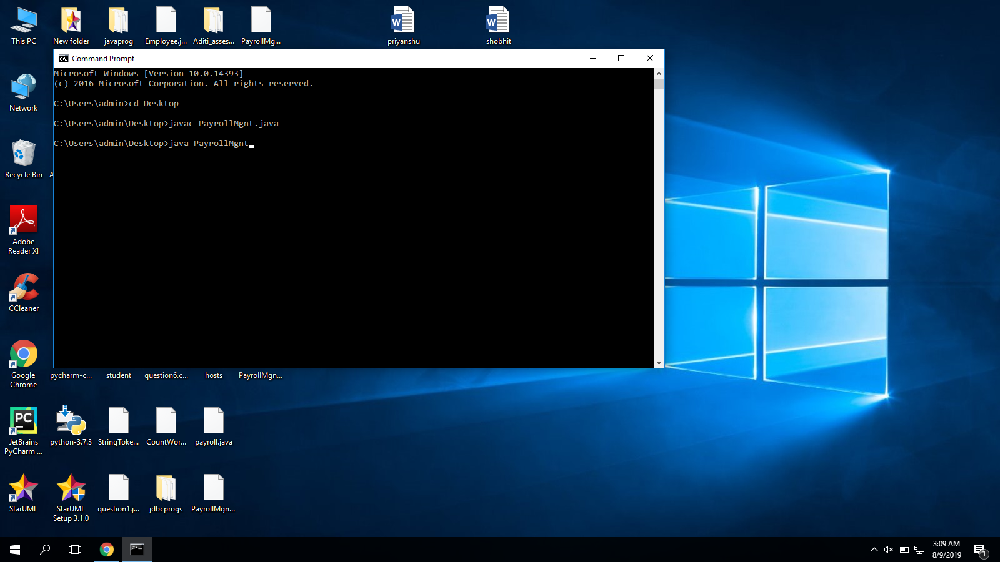 This PC
New folder
javaprog
Employee.j...
Aditi_asses...
PayrollMg...
priyanshu
shobhit
Command Prompt
Microsoft Windows [Version 10.0.14393]
(c) 2016 Microsoft Corporation. All rights reserved.
C:\Users\admin>cd Desktop
C:\Users\admin\Desktop>javac PayrollMgnt.java
C:\Users\admin\Desktop>java PayrollMgnt
Network
Recycle Bin
A
Adobe
Reader XI
CCleaner
Google
Chrome
pycharm-c...
student
question6.c...
hosts
PayrollMgn...
PC
JetBrains
PyCharm ...
python-3.7.3
StringToke...
CountWor...
payroll.java
StarUML
StarUML
Setup 3.1.0
question1.j...
jdbcprogs
PayrollMgn...
3:09 AM
8/9/2019
1